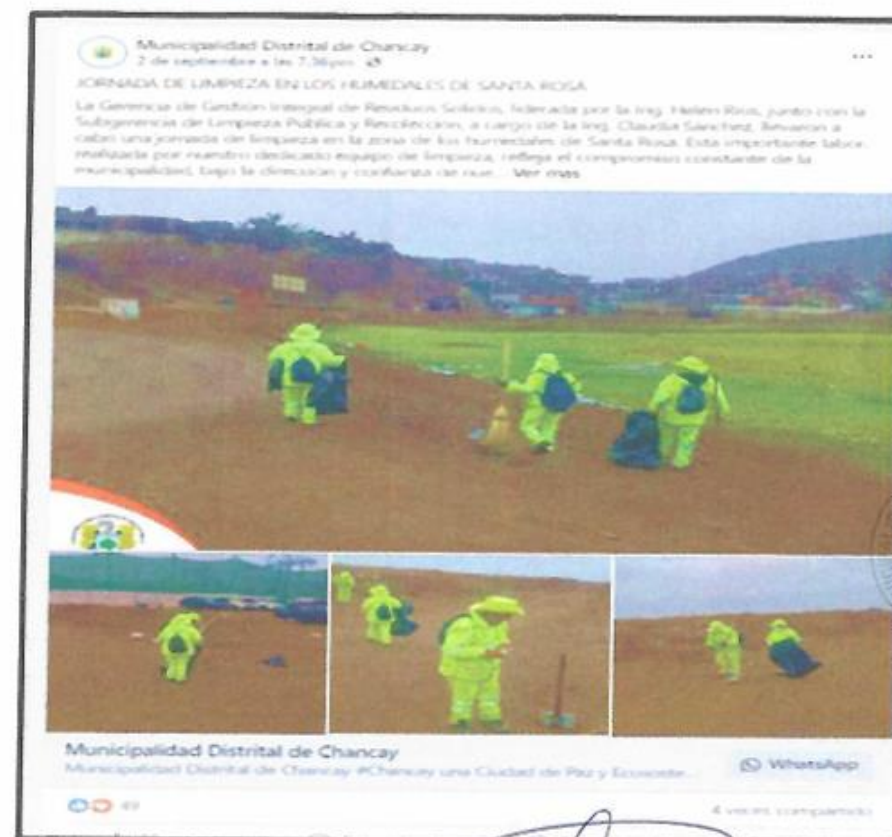 Municipalidad Distrital de Chancay
2 de septiembre a las 7:36pm
JORNADA DE LIMPIEZA EN LOS HUMEDALES DE SANTA ROSA
La Gerencia de Gestión Integral de Residuos Sólidos, liderada por la Ing. Helen Rios, junto con la
Subgerencia de Limpieza Pública y Recolección, a cargo de la Ing. Claudia Sánchez, llevaron a
cabo una jornada de limpieza en la zona de los humedales de Santa Rosa. Esta importante labor,
realizada por nuestro dedicado equipo de limpieza, refleja el compromiso constante de la
municipalidad, bajo la dirección y confianza de nue... Ver más
Municipalidad Distrital de Chancay
Municipalidad Distrital de Chancay #Chancay una Ciudad de Paz y Ecososte...
WhatsApp
49
4 veces compartido